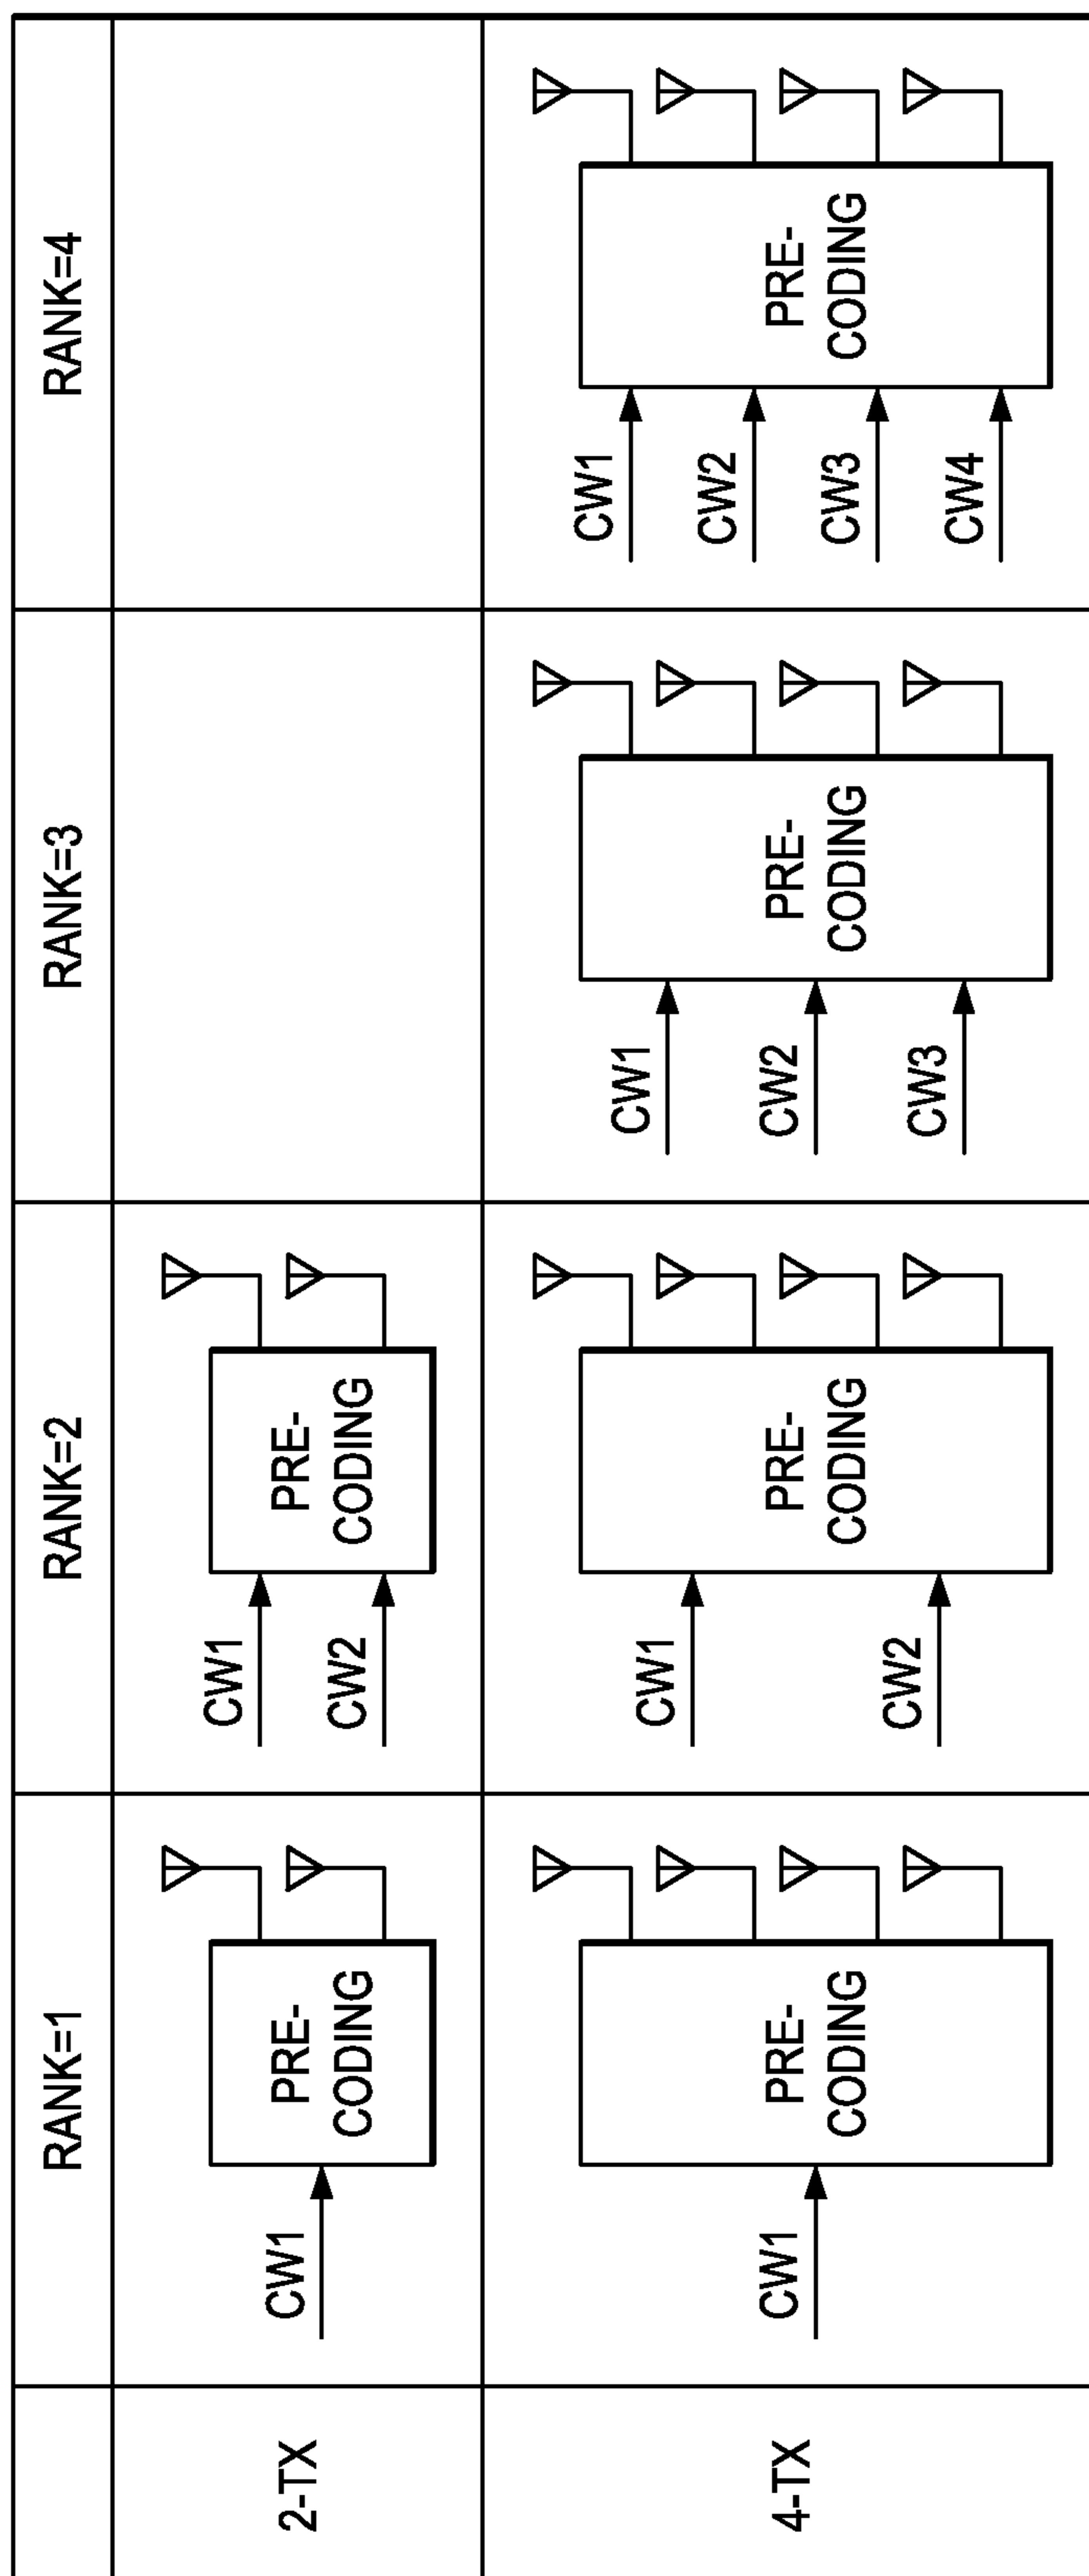 RANK=1
RANK=2
RANK=3
RANK=4
2-TX
CW1
PRE-
CODING
CW1
CW2
PRE-
CODING
4-TX
CW1
PRE-
CODING
CW1
CW2
PRE-
CODING
CW1
CW2
CW3
PRE-
CODING
CW1
CW2
CW3
CW4
PRE-
CODING